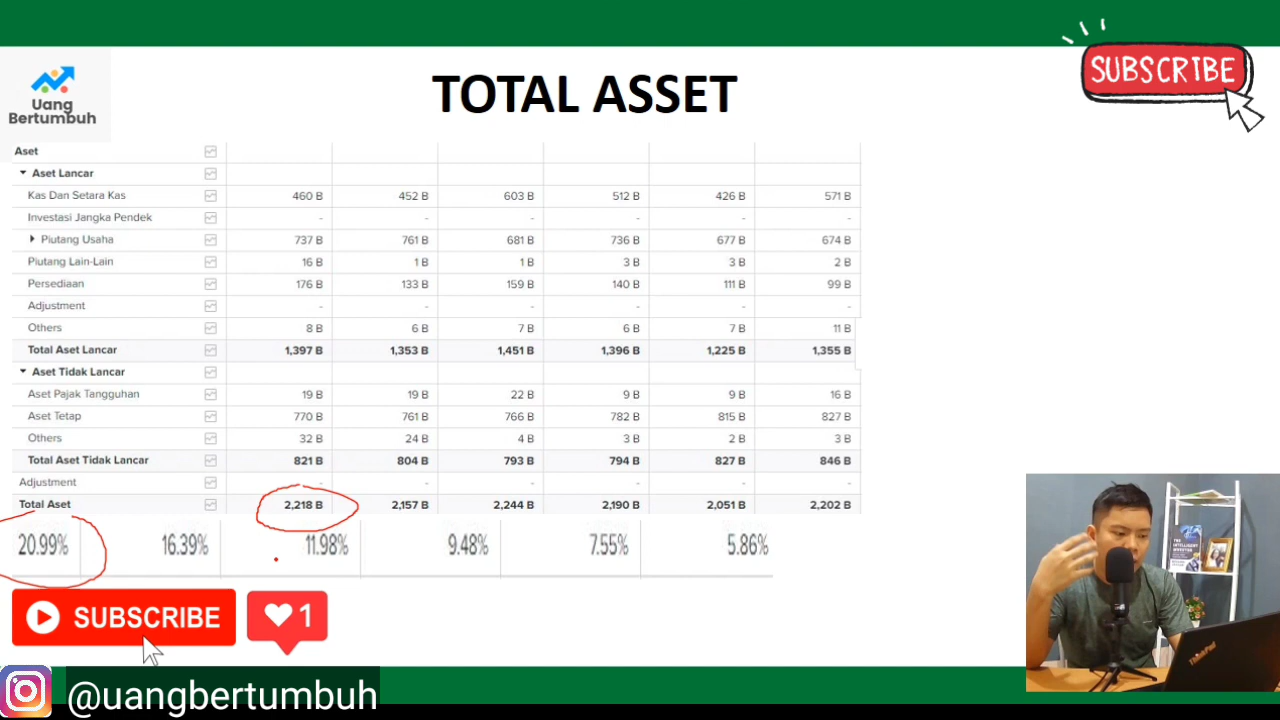 SUBSCRIBE
Uang
Bertumbuh
TOTAL ASSET
Aset
Aset Lancar
Kas Dan Setara Kas 460 B 452 B 603 B 512 B 426 B 571 B
Investasi Jangka Pendek - - - - - -
Piutang Usaha 737 B 761 B 681 B 736 B 677 B 674 B
Piutang Lain-Lain 16 B 1 B 1 B 3 B 3 B 2 B
Persediaan 176 B 133 B 159 B 140 B 111 B 99 B
Adjustment - - - - - -
Others 8 B 6 B 7 B 6 B 7 B 11 B
Total Aset Lancar 1,397 B 1,353 B 1,451 B 1,396 B 1,225 B 1,355 B
Aset Tidak Lancar
Aset Pajak Tangguhan 19 B 19 B 22 B 9 B 9 B 16 B
Aset Tetap 770 B 761 B 766 B 782 B 815 B 827 B
Others 32 B 24 B 4 B 3 B 2 B 3 B
Total Aset Tidak Lancar 821 B 804 B 793 B 794 B 827 B 846 B
Adjustment - - - - - -
Total Aset 2,218 B 2,157 B 2,244 B 2,190 B 2,051 B 2,202 B
20.99% 16.39% 11.98% 9.48% 7.55% 5.86%
SUBSCRIBE 1
@uangbertumbuh
THE
INTELLIGENT
INVESTOR
ThinkPad